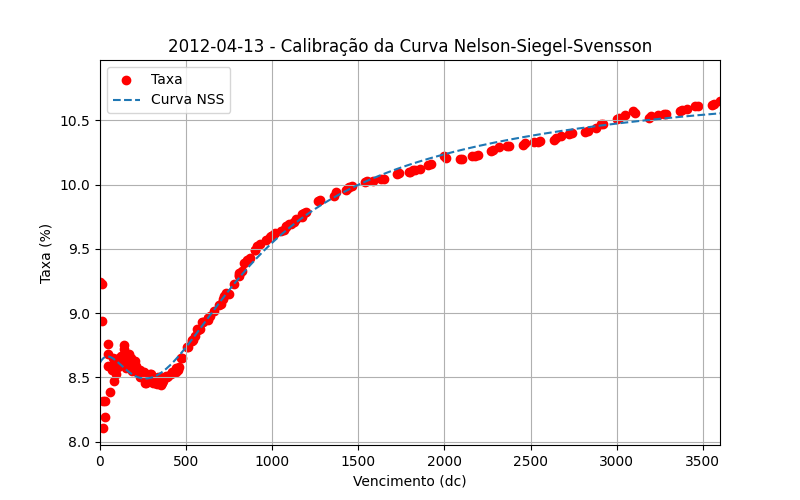 2012-04-13 - Calibração da Curva Nelson-Siegel-Svensson
Taxa
Curva NSS
Taxa (%)
10.5
10.0
9.5
9.0
8.5
8.0
0 500 1000 1500 2000 2500 3000 3500
Vencimento (dc)